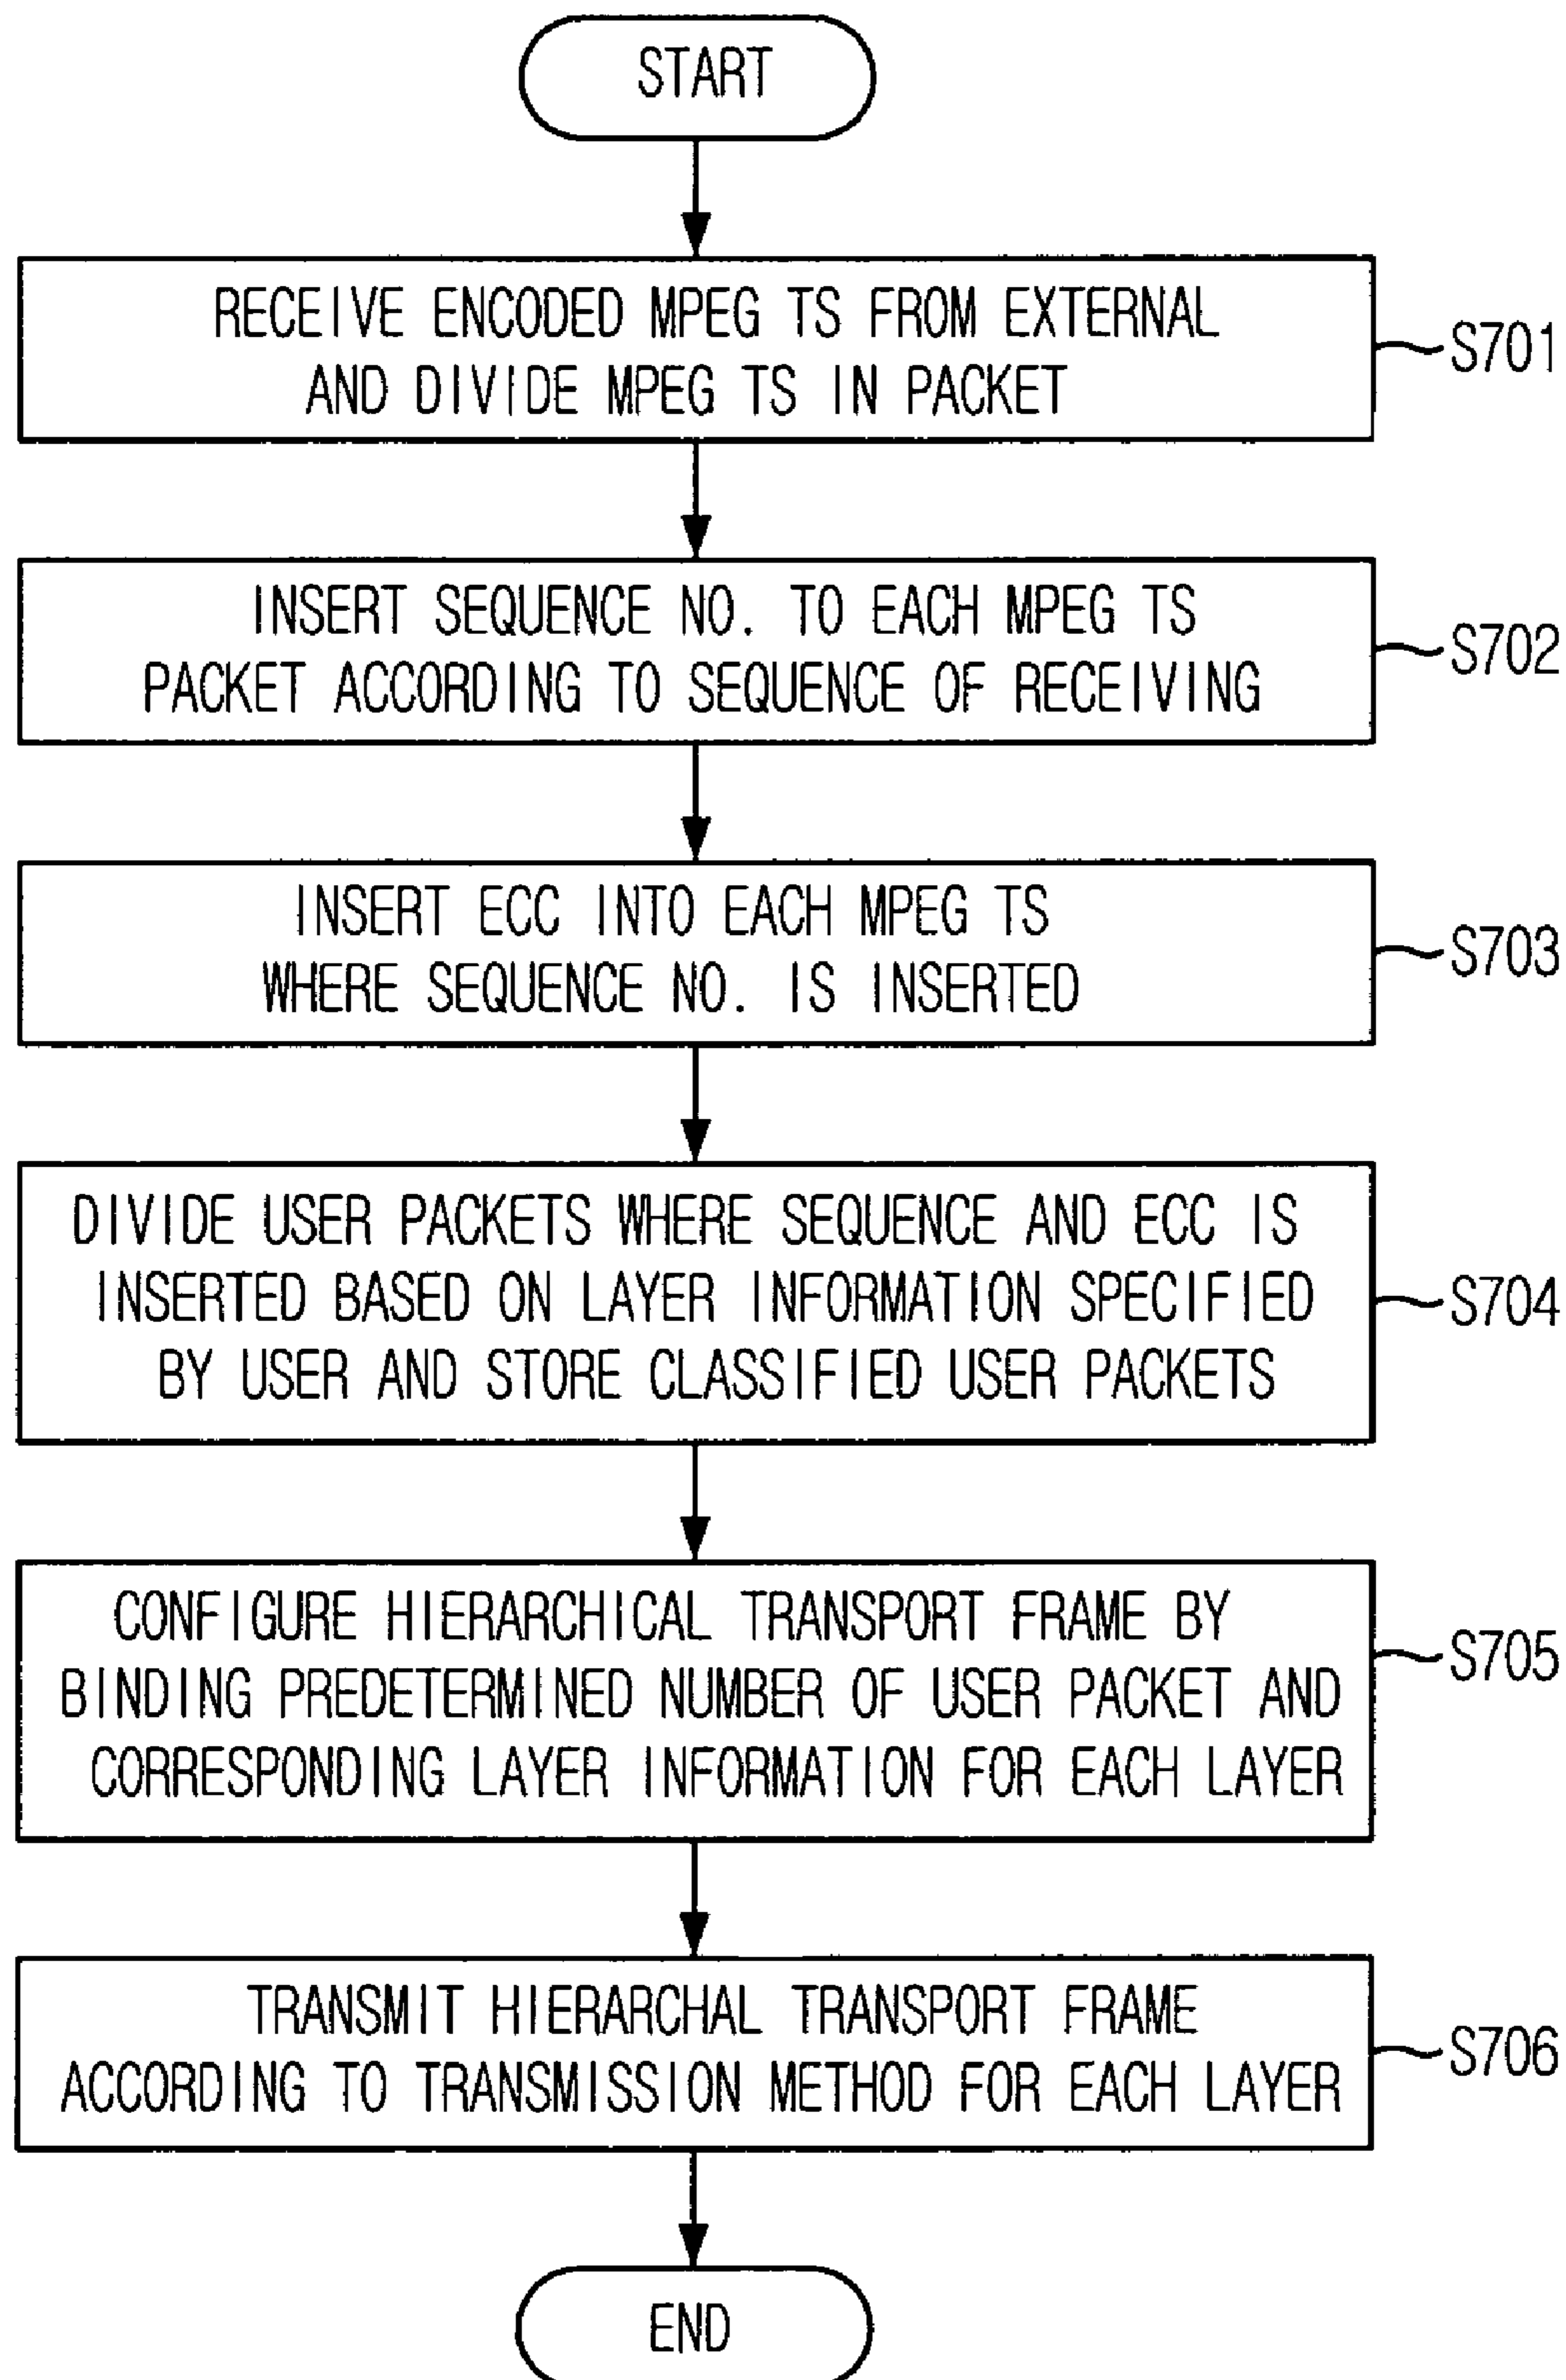 START
RECEIVE ENCODED MPEG TS FROM EXTERNAL
AND DIVIDE MPEG TS IN PACKET
S701
INSERT SEQUENCE NO. TO EACH MPEG TS
PACKET ACCORDING TO SEQUENCE OF RECEIVING
S702
INSERT ECC INTO EACH MPEG TS
WHERE SEQUENCE NO. IS INSERTED
S703
DIVIDE USER PACKETS WHERE SEQUENCE AND ECC IS
INSERTED BASED ON LAYER INFORMATION SPECIFIED
BY USER AND STORE CLASSIFIED USER PACKETS
S704
CONFIGURE HIERARCHICAL TRANSPORT FRAME BY
BINDING PREDETERMINED NUMBER OF USER PACKET AND
CORRESPONDING LAYER INFORMATION FOR EACH LAYER
S705
TRANSMIT HIERARCHAL TRANSPORT FRAME
ACCORDING TO TRANSMISSION METHOD FOR EACH LAYER
S706
END